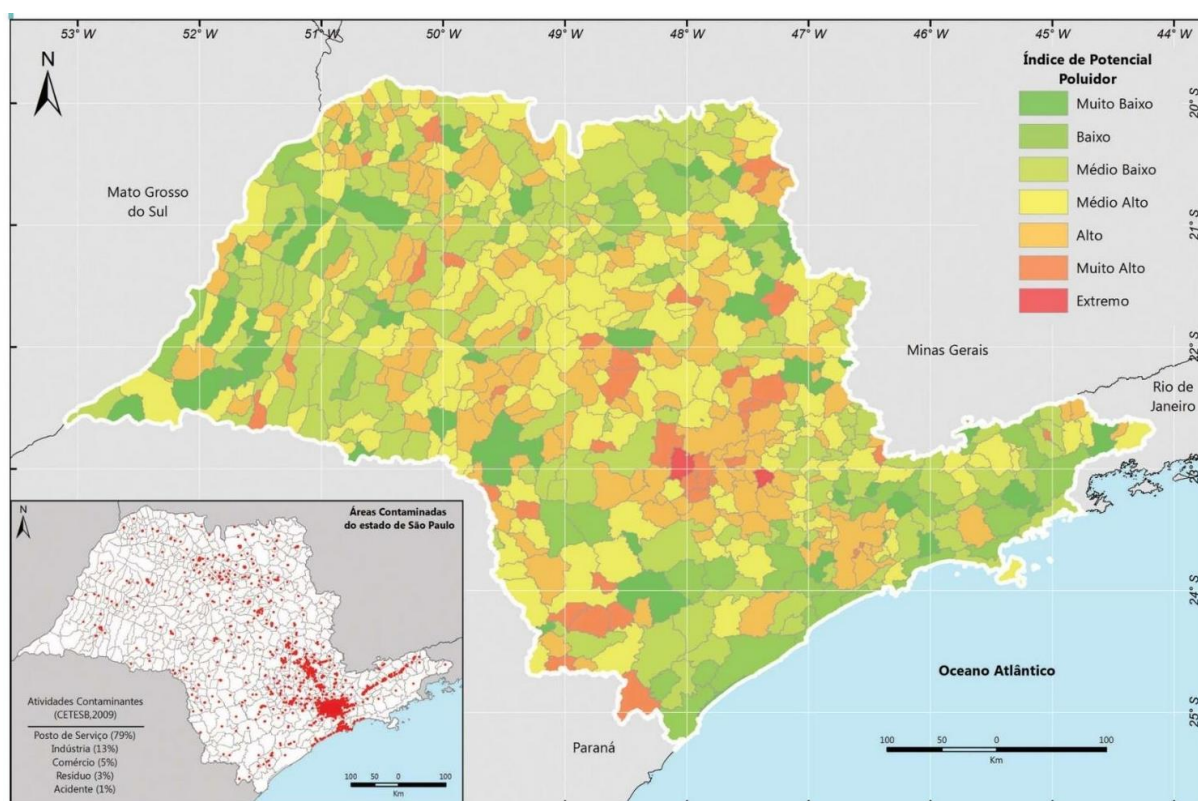 53° W
52° W
51° W
50° W
49° W
48° W
47° W
46° W
45° W
44° W
N
Índice de Potencial
Poluidor
Muito Baixo
Baixo
Médio Baixo
Médio Alto
Alto
Muito Alto
Extremo
20° S
21° S
22° S
23° S
24° S
25° S
Mato Grosso
do Sul
Minas Gerais
Rio de
Janeiro
Oceano Atlântico
Paraná
100
50
0
100
Km
N
Áreas Contaminadas
do estado de São Paulo
Atividades Contaminantes
(CETESB,2009)
Posto de Serviço (79%)
Indústria (13%)
Comércio (5%)
Resíduo (3%)
Acidente (1%)
100
50
0
100
Km